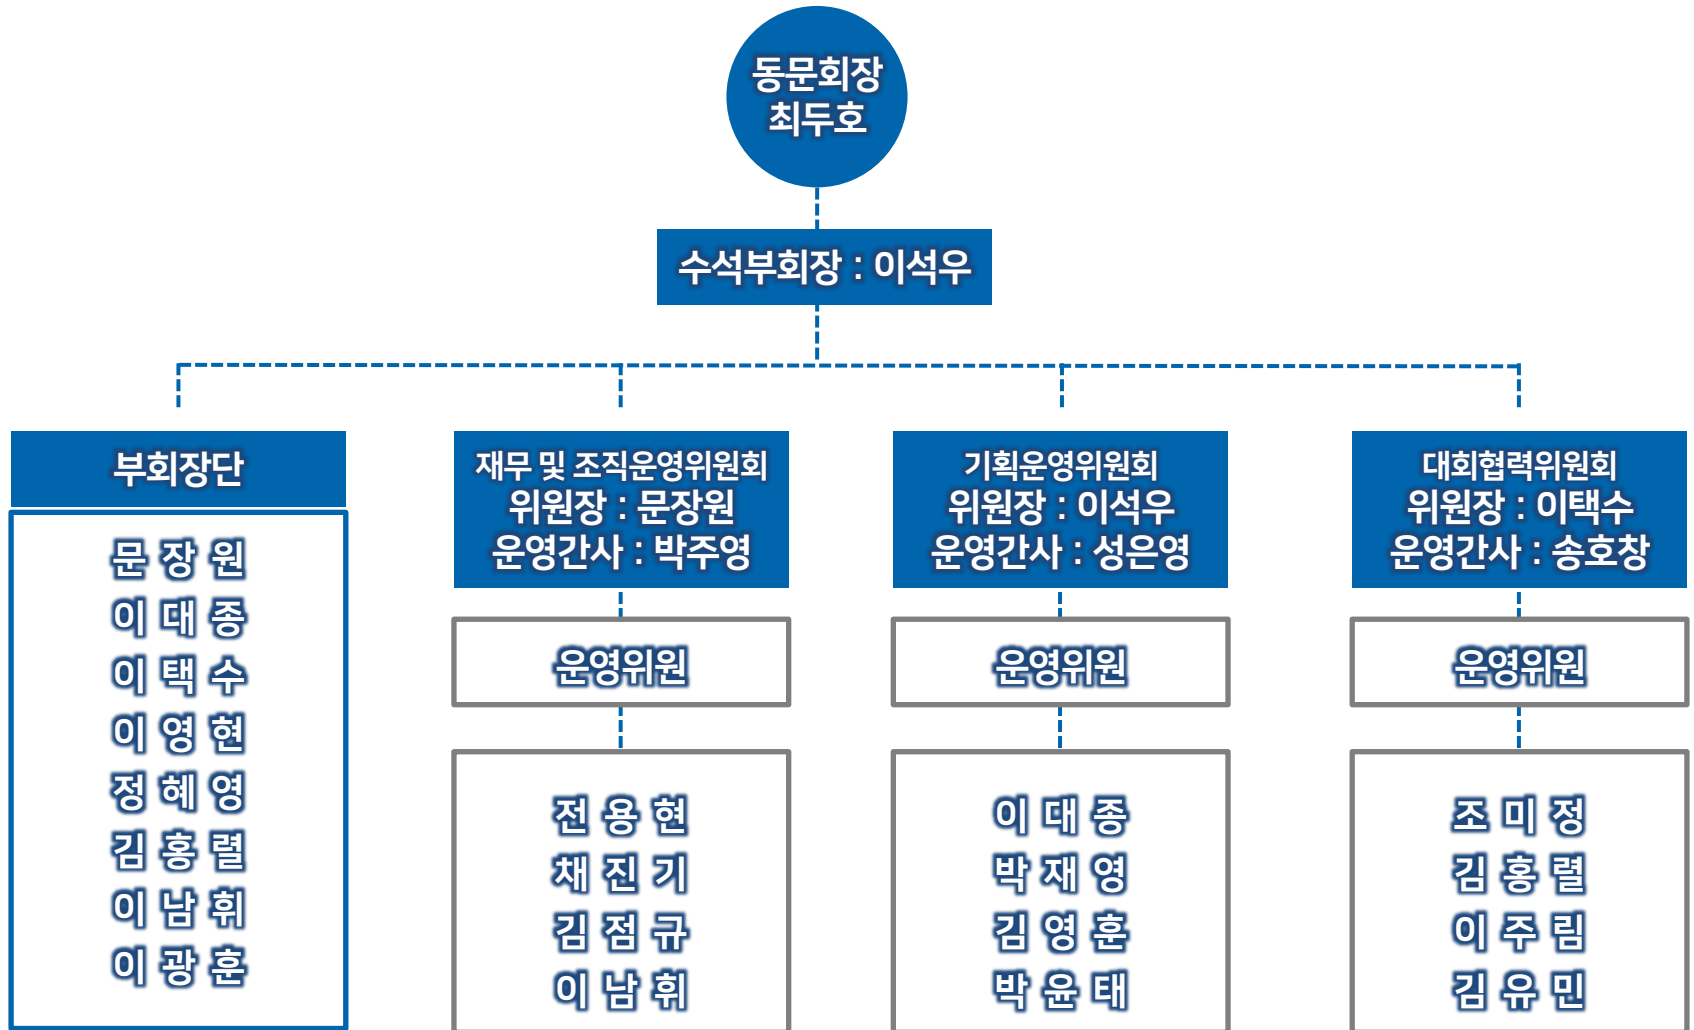 동문회장
최두호
수석부회장 : 이석우
부회장단
문 장 원
이 대 종
이 택 수
이 영 현
정 혜 영
김 홍 렬
이 남 휘
이 광 훈
재무 및 조직운영위원회
위원장 : 문장원
운영간사 : 박주영
운영위원
전 용 현
채 진 기
김 점 규
이 남 휘
기획운영위원회
위원장 : 이석우
운영간사 : 성은영
운영위원
이 대 종
박 재 영
김 영 훈
박 윤 태
대회협력위원회
위원장 : 이택수
운영간사 : 송호창
운영위원
조 미 정
김 홍 렬
이 주 림
김 유 민